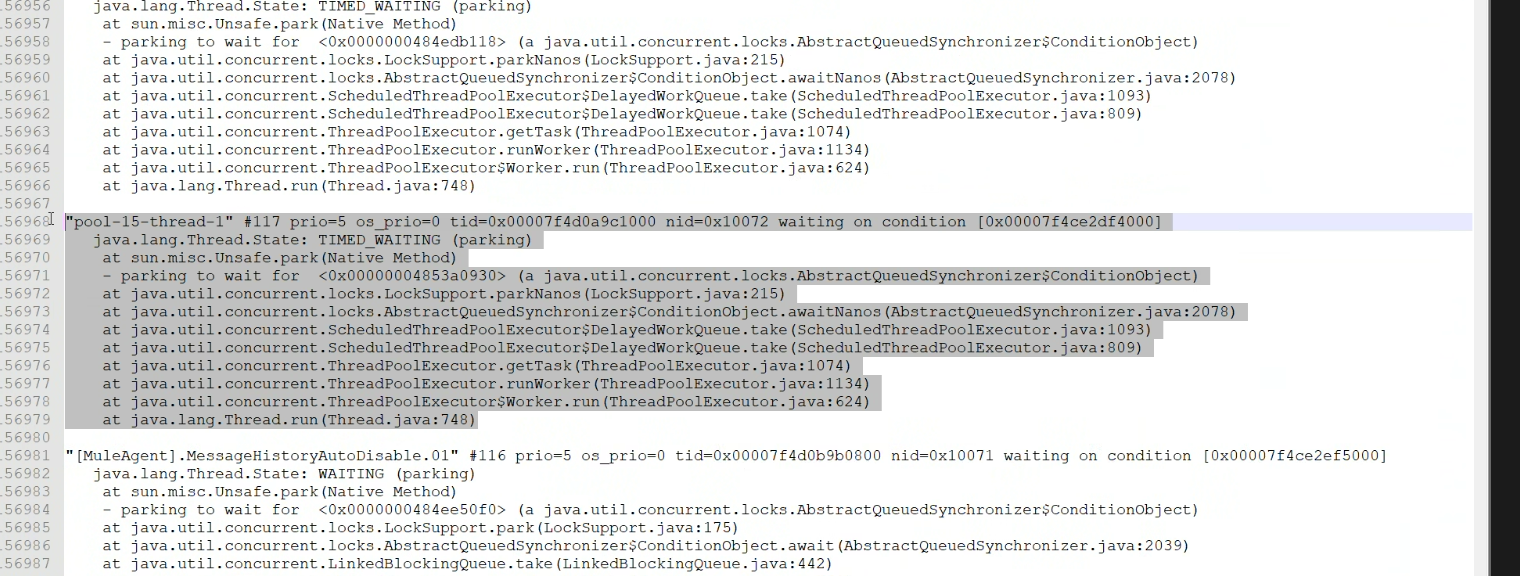 .56956 java.lang.Thread.State: TIMED_WAITING (parking)
.56957 at sun.misc.Unsafe.park(Native Method)
.56958 - parking to wait for  <0x0000000484edb118> (a java.util.concurrent.locks.AbstractQueuedSynchronizer$ConditionObject)
.56959 at java.util.concurrent.locks.LockSupport.parkNanos(LockSupport.java:215)
.56960 at java.util.concurrent.locks.AbstractQueuedSynchronizer$ConditionObject.awaitNanos(AbstractQueuedSynchronizer.java:2078)
.56961 at java.util.concurrent.ScheduledThreadPoolExecutor$DelayedWorkQueue.take(ScheduledThreadPoolExecutor.java:1093)
.56962 at java.util.concurrent.ScheduledThreadPoolExecutor$DelayedWorkQueue.take(ScheduledThreadPoolExecutor.java:809)
.56963 at java.util.concurrent.ThreadPoolExecutor.getTask(ThreadPoolExecutor.java:1074)
.56964 at java.util.concurrent.ThreadPoolExecutor.runWorker(ThreadPoolExecutor.java:1134)
.56965 at java.util.concurrent.ThreadPoolExecutor$Worker.run(ThreadPoolExecutor.java:624)
.56966 at java.lang.Thread.run(Thread.java:748)
.56967
.56968 "pool-15-thread-1" #117 prio=5 os_prio=0 tid=0x00007f4d0a9c1000 nid=0x10072 waiting on condition [0x00007f4ce2df4000]
.56969 java.lang.Thread.State: TIMED_WAITING (parking)
.56970 at sun.misc.Unsafe.park(Native Method)
.56971 - parking to wait for  <0x00000004853a0930> (a java.util.concurrent.locks.AbstractQueuedSynchronizer$ConditionObject)
.56972 at java.util.concurrent.locks.LockSupport.parkNanos(LockSupport.java:215)
.56973 at java.util.concurrent.locks.AbstractQueuedSynchronizer$ConditionObject.awaitNanos(AbstractQueuedSynchronizer.java:2078)
.56974 at java.util.concurrent.ScheduledThreadPoolExecutor$DelayedWorkQueue.take(ScheduledThreadPoolExecutor.java:1093)
.56975 at java.util.concurrent.ScheduledThreadPoolExecutor$DelayedWorkQueue.take(ScheduledThreadPoolExecutor.java:809)
.56976 at java.util.concurrent.ThreadPoolExecutor.getTask(ThreadPoolExecutor.java:1074)
.56977 at java.util.concurrent.ThreadPoolExecutor.runWorker(ThreadPoolExecutor.java:1134)
.56978 at java.util.concurrent.ThreadPoolExecutor$Worker.run(ThreadPoolExecutor.java:624)
.56979 at java.lang.Thread.run(Thread.java:748)
.56980
.56981 "[MuleAgent].MessageHistoryAutoDisable.01" #116 prio=5 os_prio=0 tid=0x00007f4d0b9b0800 nid=0x10071 waiting on condition [0x00007f4ce2ef5000]
.56982 java.lang.Thread.State: WAITING (parking)
.56983 at sun.misc.Unsafe.park(Native Method)
.56984 - parking to wait for  <0x0000000484ee50f0> (a java.util.concurrent.locks.AbstractQueuedSynchronizer$ConditionObject)
.56985 at java.util.concurrent.locks.LockSupport.park(LockSupport.java:175)
.56986 at java.util.concurrent.locks.AbstractQueuedSynchronizer$ConditionObject.await(AbstractQueuedSynchronizer.java:2039)
.56987 at java.util.concurrent.LinkedBlockingQueue.take(LinkedBlockingQueue.java:442)